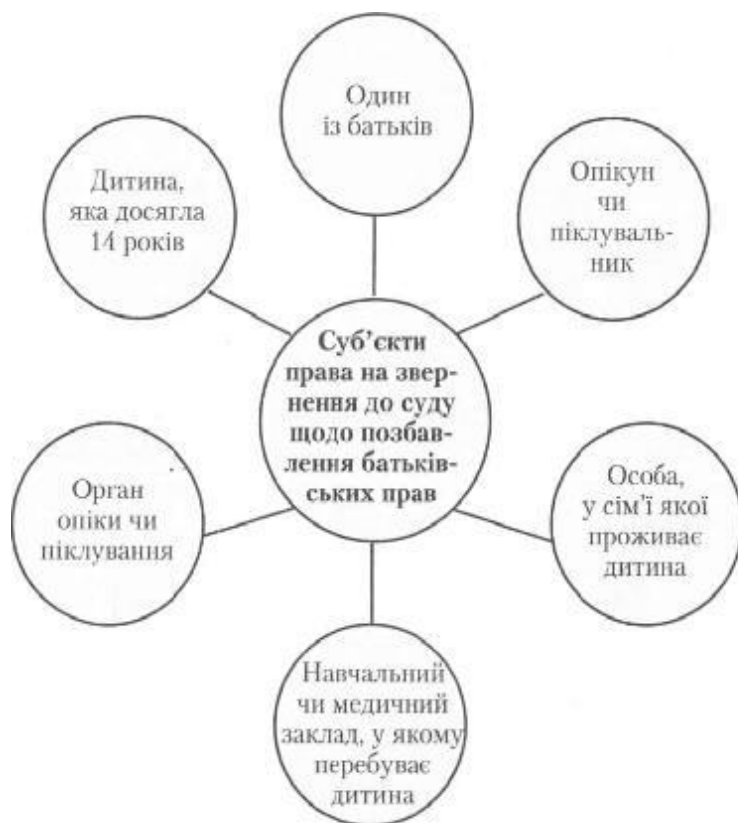 Один
із батьків
Дитина,
яка досягла
14 років
Опікун
чи
піклуваль-
ник
Суб’єкти
права на звер-
нення до суду
щодо позбав-
лення батьків-
ських прав
Орган
опіки чи
піклування
Особа,
у сім’ї якої
проживає
дитина
Навчальний
чи медичний
заклад, у якому
перебуває
дитина